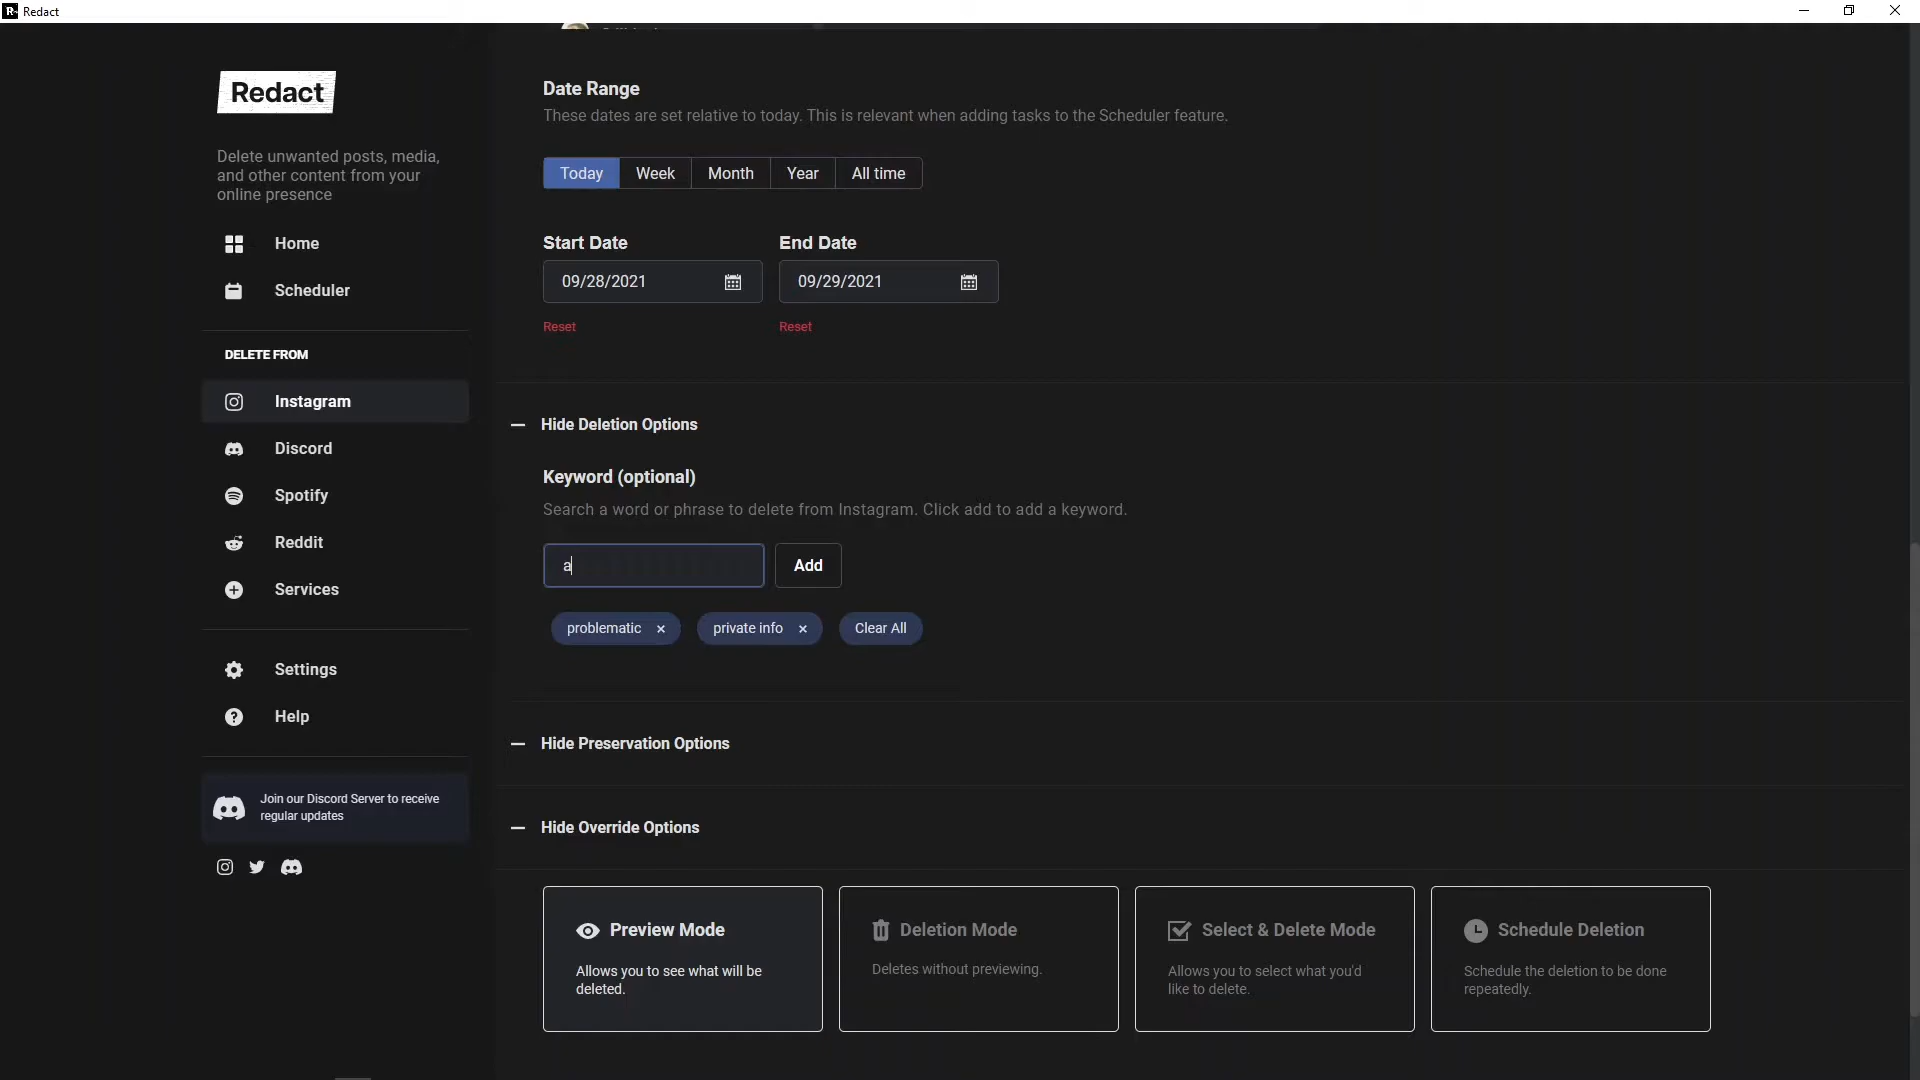 Redact
Redact
Delete unwanted posts, media,
and other content from your
online presence
Home
Scheduler
DELETE FROM
Instagram
Discord
Spotify
Reddit
Services
Settings
Help
Join our Discord Server to receive
regular updates
Date Range
These dates are set relative to today. This is relevant when adding tasks to the Scheduler feature.
Today Week Month Year All time
Start Date End Date
09/28/2021 09/29/2021
Reset Reset
Hide Deletion Options
Keyword (optional)
Search a word or phrase to delete from Instagram. Click add to add a keyword.
a Add
problematic × private info × Clear All
Hide Preservation Options
Hide Override Options
Preview Mode
Allows you to see what will be
deleted.
Deletion Mode
Deletes without previewing.
Select & Delete Mode
Allows you to select what you'd
like to delete.
Schedule Deletion
Schedule the deletion to be done
repeatedly.